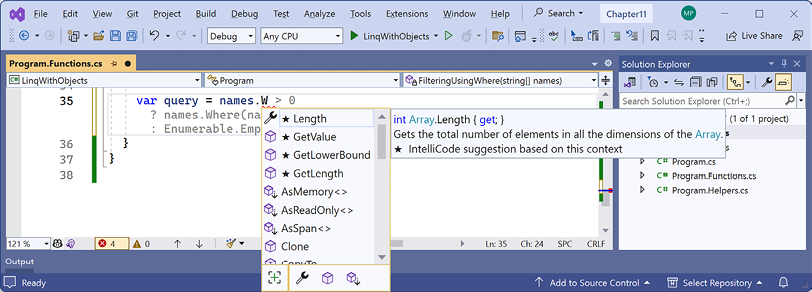 File Edit View Git Project Build Debug Test Analyze Tools Extensions Window Help Search Chapter11 MP
Debug Any CPU LinqWithObjects Live Share
Program.Functions.cs
LinqWithObjects Program FilteringUsingWhere(string[] names)
35 var query = names.W > 0
? names.Where(na
: Enumerable.Emp
36 }
37 }
38
★ Length
★ GetValue
★ GetLowerBound
★ GetLength
AsMemory<>
AsReadOnly<>
AsSpan<>
Clone
CopyTo
int Array.Length { get; }
Gets the total number of elements in all the dimensions of the Array.
★ IntelliCode suggestion based on this context
Solution Explorer
Search Solution Explorer (Ctrl+;)
(1 of 1 project)
Program.cs
Program.Functions.cs
Program.Helpers.cs
121 % 4 0 Ln: 35 Ch: 24 SPC CRLF
Output
Ready Add to Source Control Select Repository